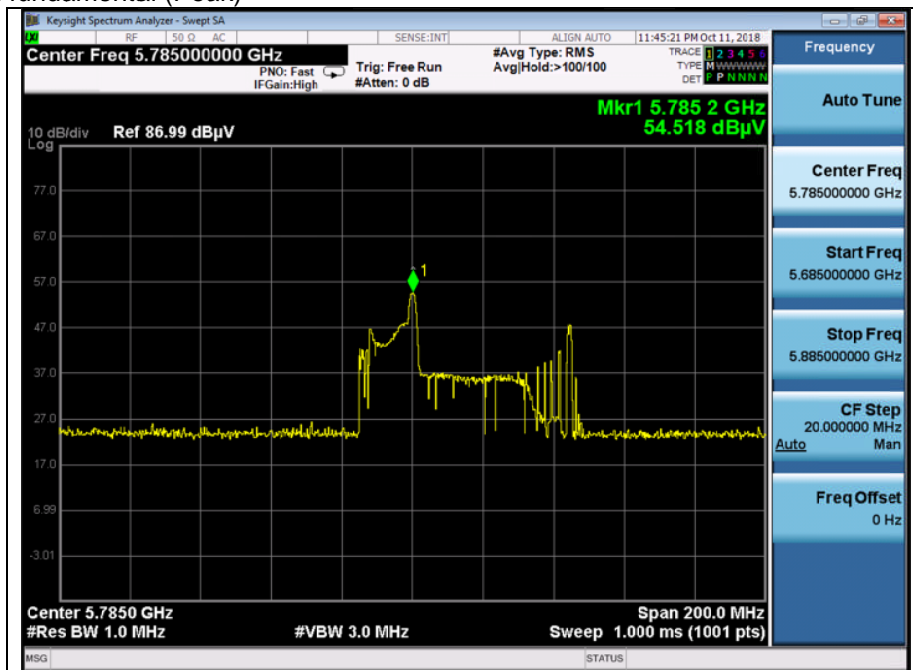 Keysight Spectrum Analyzer - Swept SA
RF 50 Ω AC SENSE:INT ALIGN AUTO 11:45:21 PM Oct 11, 2018
Center Freq 5.785000000 GHz
PNO: Fast
IFGain:High
Trig: Free Run
#Atten: 0 dB
#Avg Type: RMS
Avg|Hold:>100/100
TRACE 1 2 3 4 5 6
TYPE M WWWWW
DET P P N N N N
Mkr1 5.785 2 GHz
54.518 dBµV
10 dB/div Ref 86.99 dBµV
Log
77.0
67.0
57.0
47.0
37.0
27.0
17.0
6.99
-3.01
1
Center 5.7850 GHz Span 200.0 MHz
#Res BW 1.0 MHz #VBW 3.0 MHz Sweep 1.000 ms (1001 pts)
MSG STATUS
Frequency
Auto Tune
Center Freq
5.785000000 GHz
Start Freq
5.685000000 GHz
Stop Freq
5.885000000 GHz
CF Step
20.000000 MHz
Auto Man
Freq Offset
0 Hz